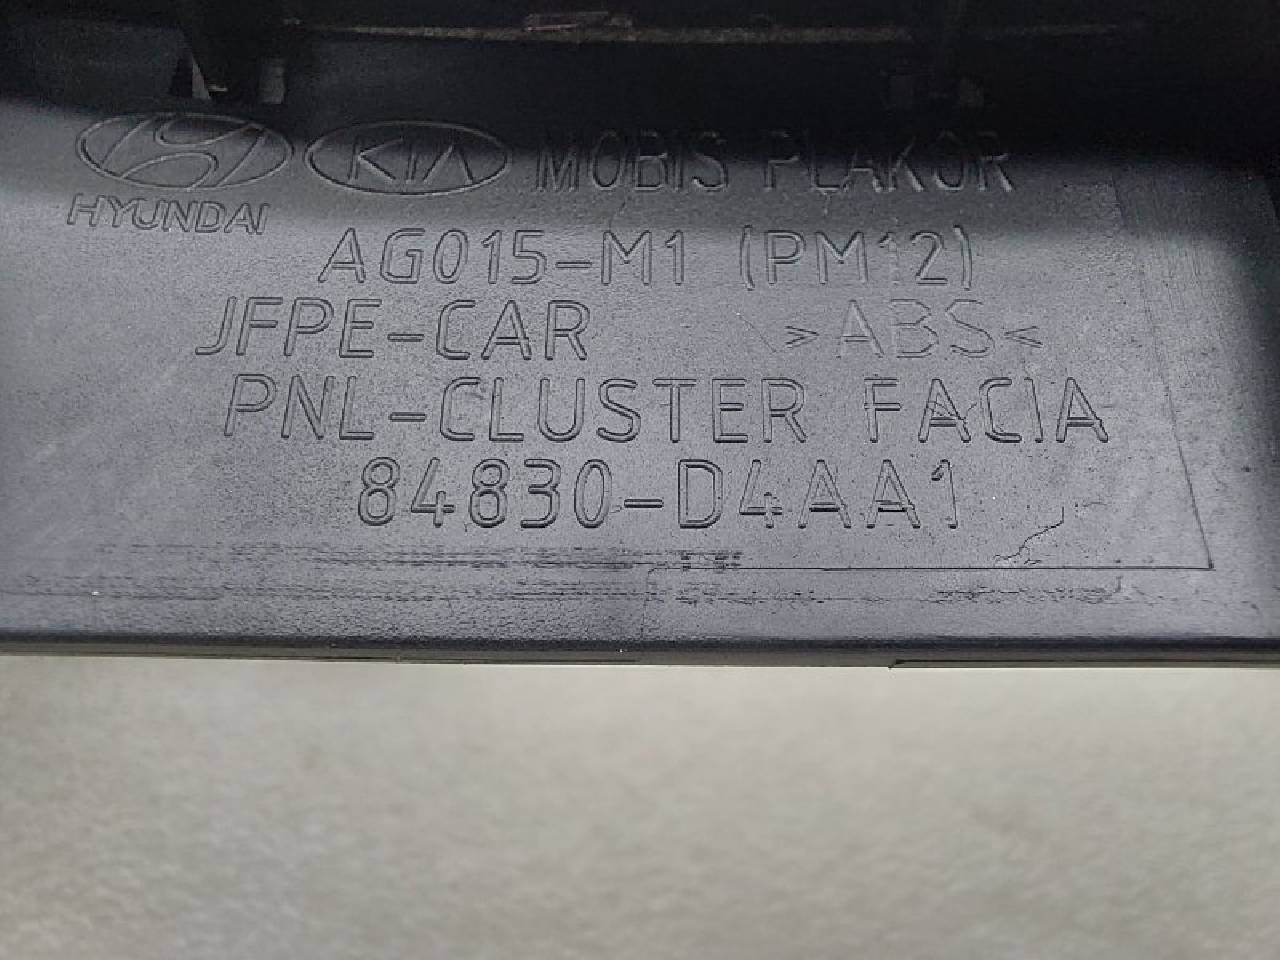 KIA MOBIS PLAKOR
HYUNDAI
AG015-M1 (PM12)
JFPE-CAR >ABS<
PNL-CLUSTER FACIA
84830-D4AA1